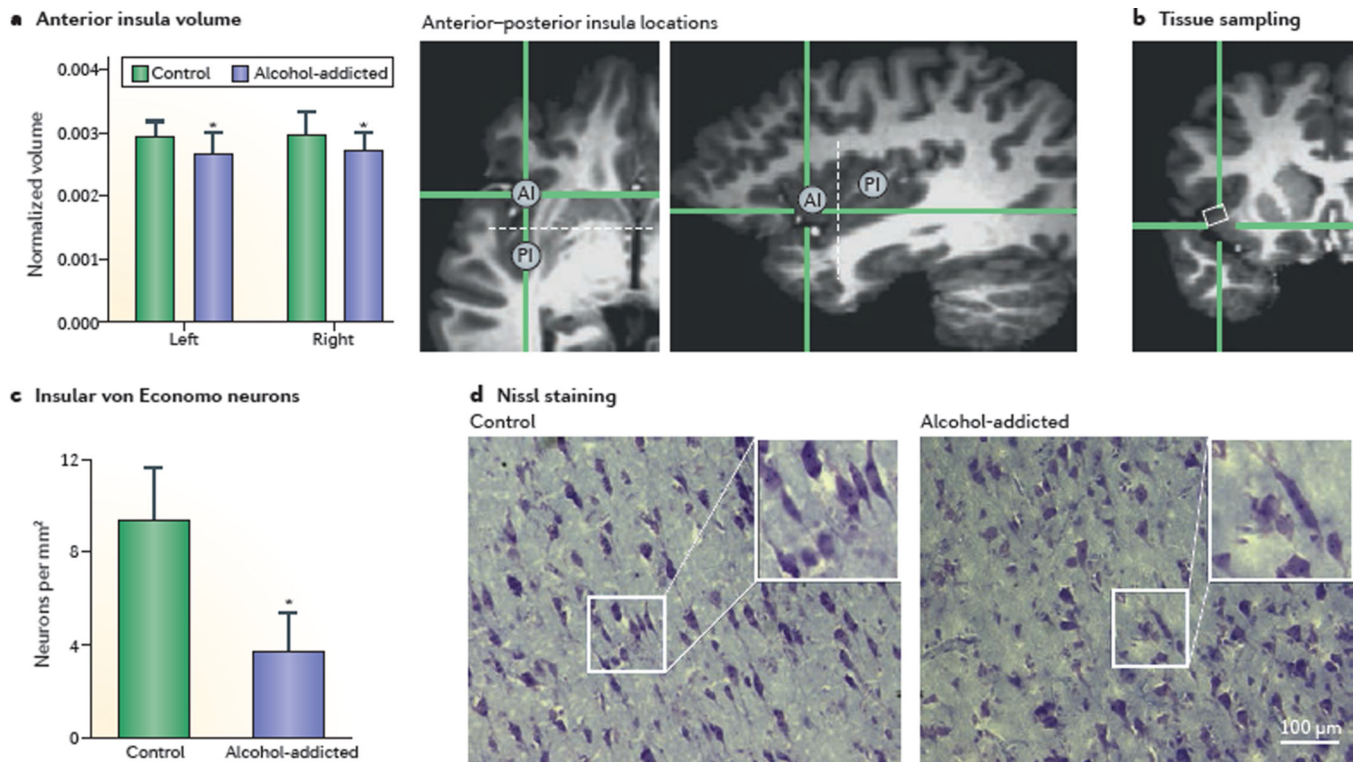 a Anterior insula volume
Anterior–posterior insula locations
b Tissue sampling
Normalized volume
0.004
0.003
0.002
0.001
0.000
Control
Alcohol-addicted
*
*
Left
Right
AI
PI
AI
PI
c Insular von Economo neurons
Neurons per mm²
12
8
4
0
*
Control
Alcohol-addicted
d Nissl staining
Control
Alcohol-addicted
100 µm